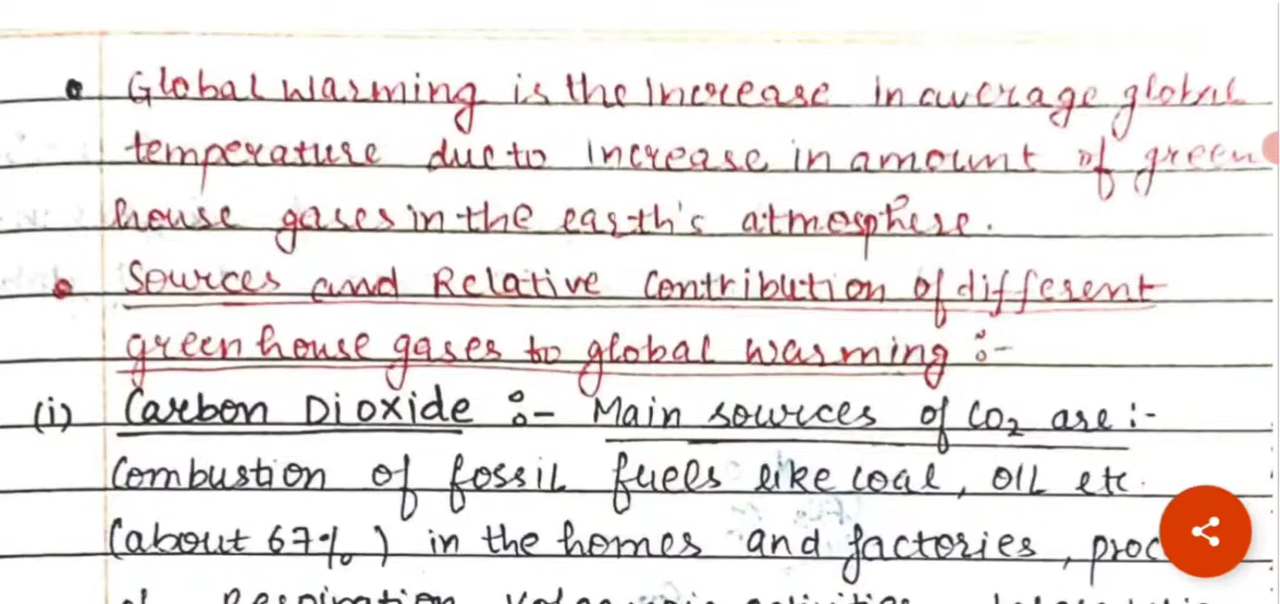 • Global warming is the Increase In average global
temperature due to Increase in amount of green
house gases in the earth's atmosphere.
• Sources and Relative Contribution of different
green house gases to global warming :-
(i) Carbon Dioxide :- Main sources of CO₂ are :-
Combustion of fossil fuels like coal, OIL etc.
(about 67%) in the homes and factories,